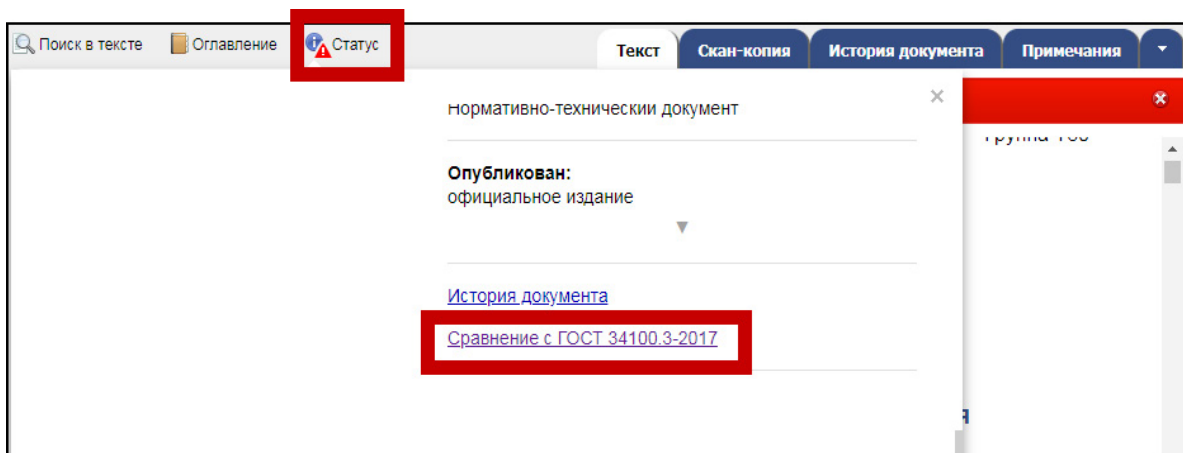 Поиск в тексте
Оглавление
Статус
Текст
Скан-копия
История документа
Примечания
Нормативно-технический документ
Опубликован:
официальное издание
История документа
Сравнение с ГОСТ 34100.3-2017